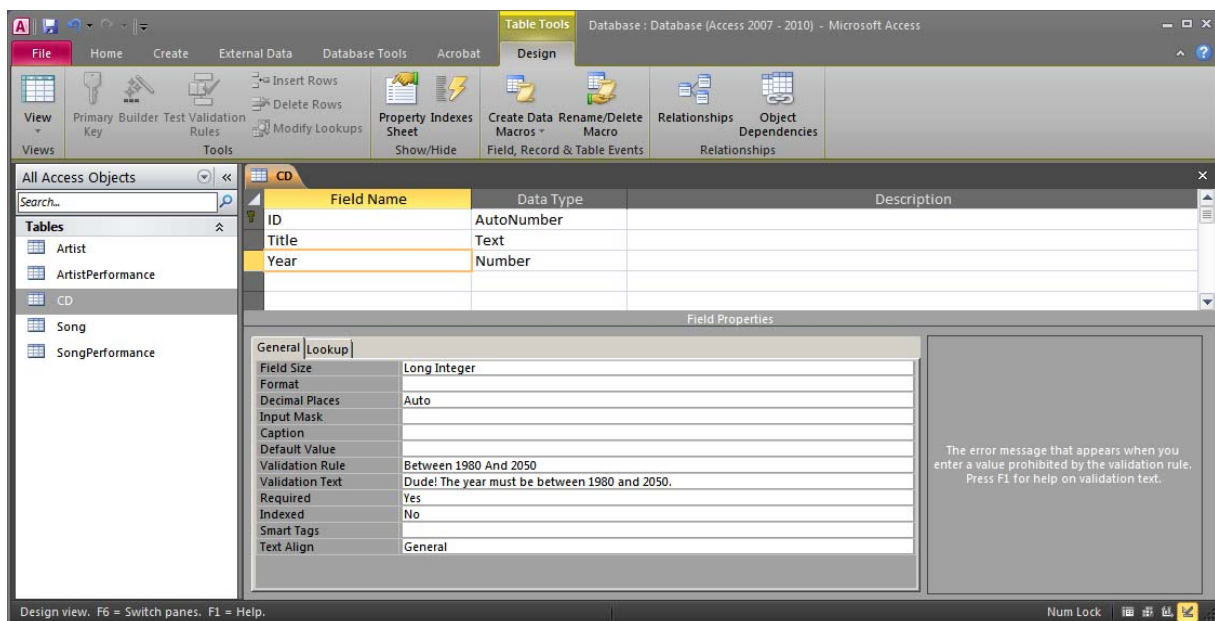 Table Tools
Database : Database (Access 2007 - 2010) - Microsoft Access
File Home Create External Data Database Tools Acrobat Design
View
Views
Primary Key
Builder
Test Validation Rules
Insert Rows
Delete Rows
Modify Lookups
Tools
Property Sheet
Indexes
Show/Hide
Create Data Macros
Rename/Delete Macro
Field, Record & Table Events
Relationships
Object Dependencies
Relationships
All Access Objects
Search...
Tables
Artist
ArtistPerformance
CD
Song
SongPerformance
CD
Field Name Data Type Description
ID AutoNumber
Title Text
Year Number
Field Properties
General Lookup
Field Size Long Integer
Format
Decimal Places Auto
Input Mask
Caption
Default Value
Validation Rule Between 1980 And 2050
Validation Text Dude! The year must be between 1980 and 2050.
Required Yes
Indexed No
Smart Tags
Text Align General
The error message that appears when you
enter a value prohibited by the validation rule.
Press F1 for help on validation text.
Design view. F6 = Switch panes. F1 = Help.
Num Lock